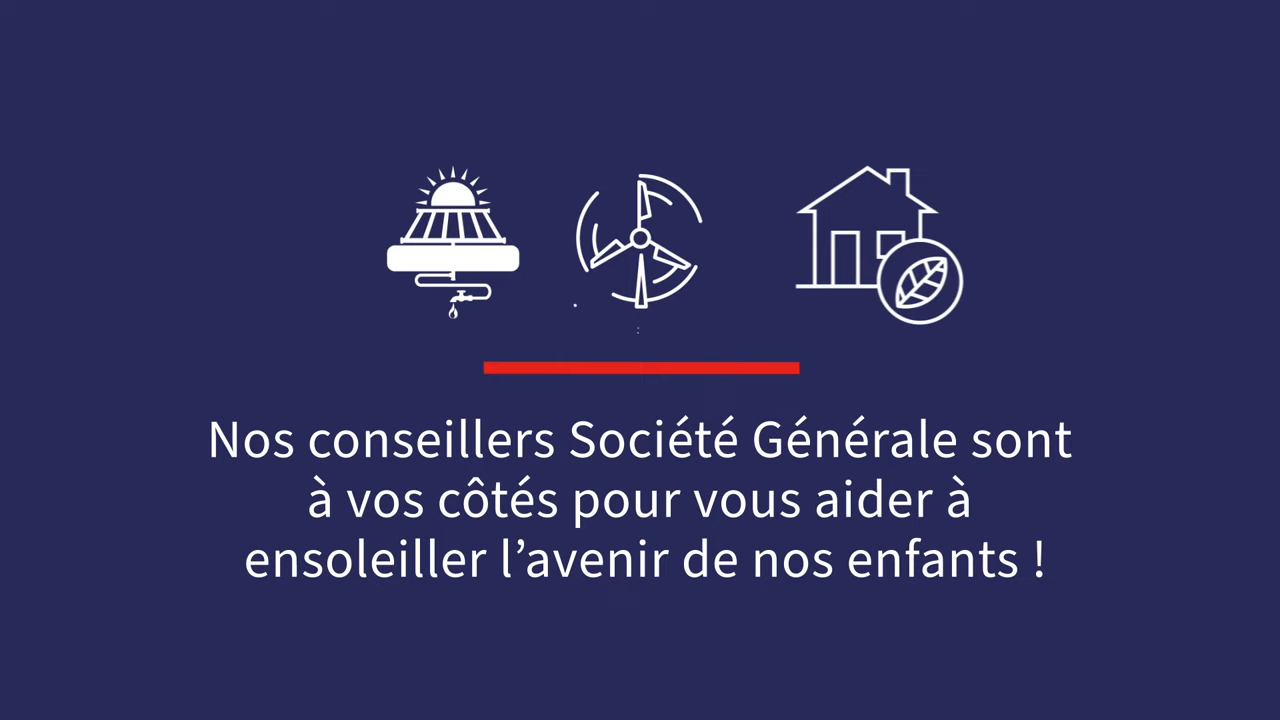 Nos conseillers Société Générale sont
à vos côtés pour vous aider à
ensoleiller l’avenir de nos enfants !